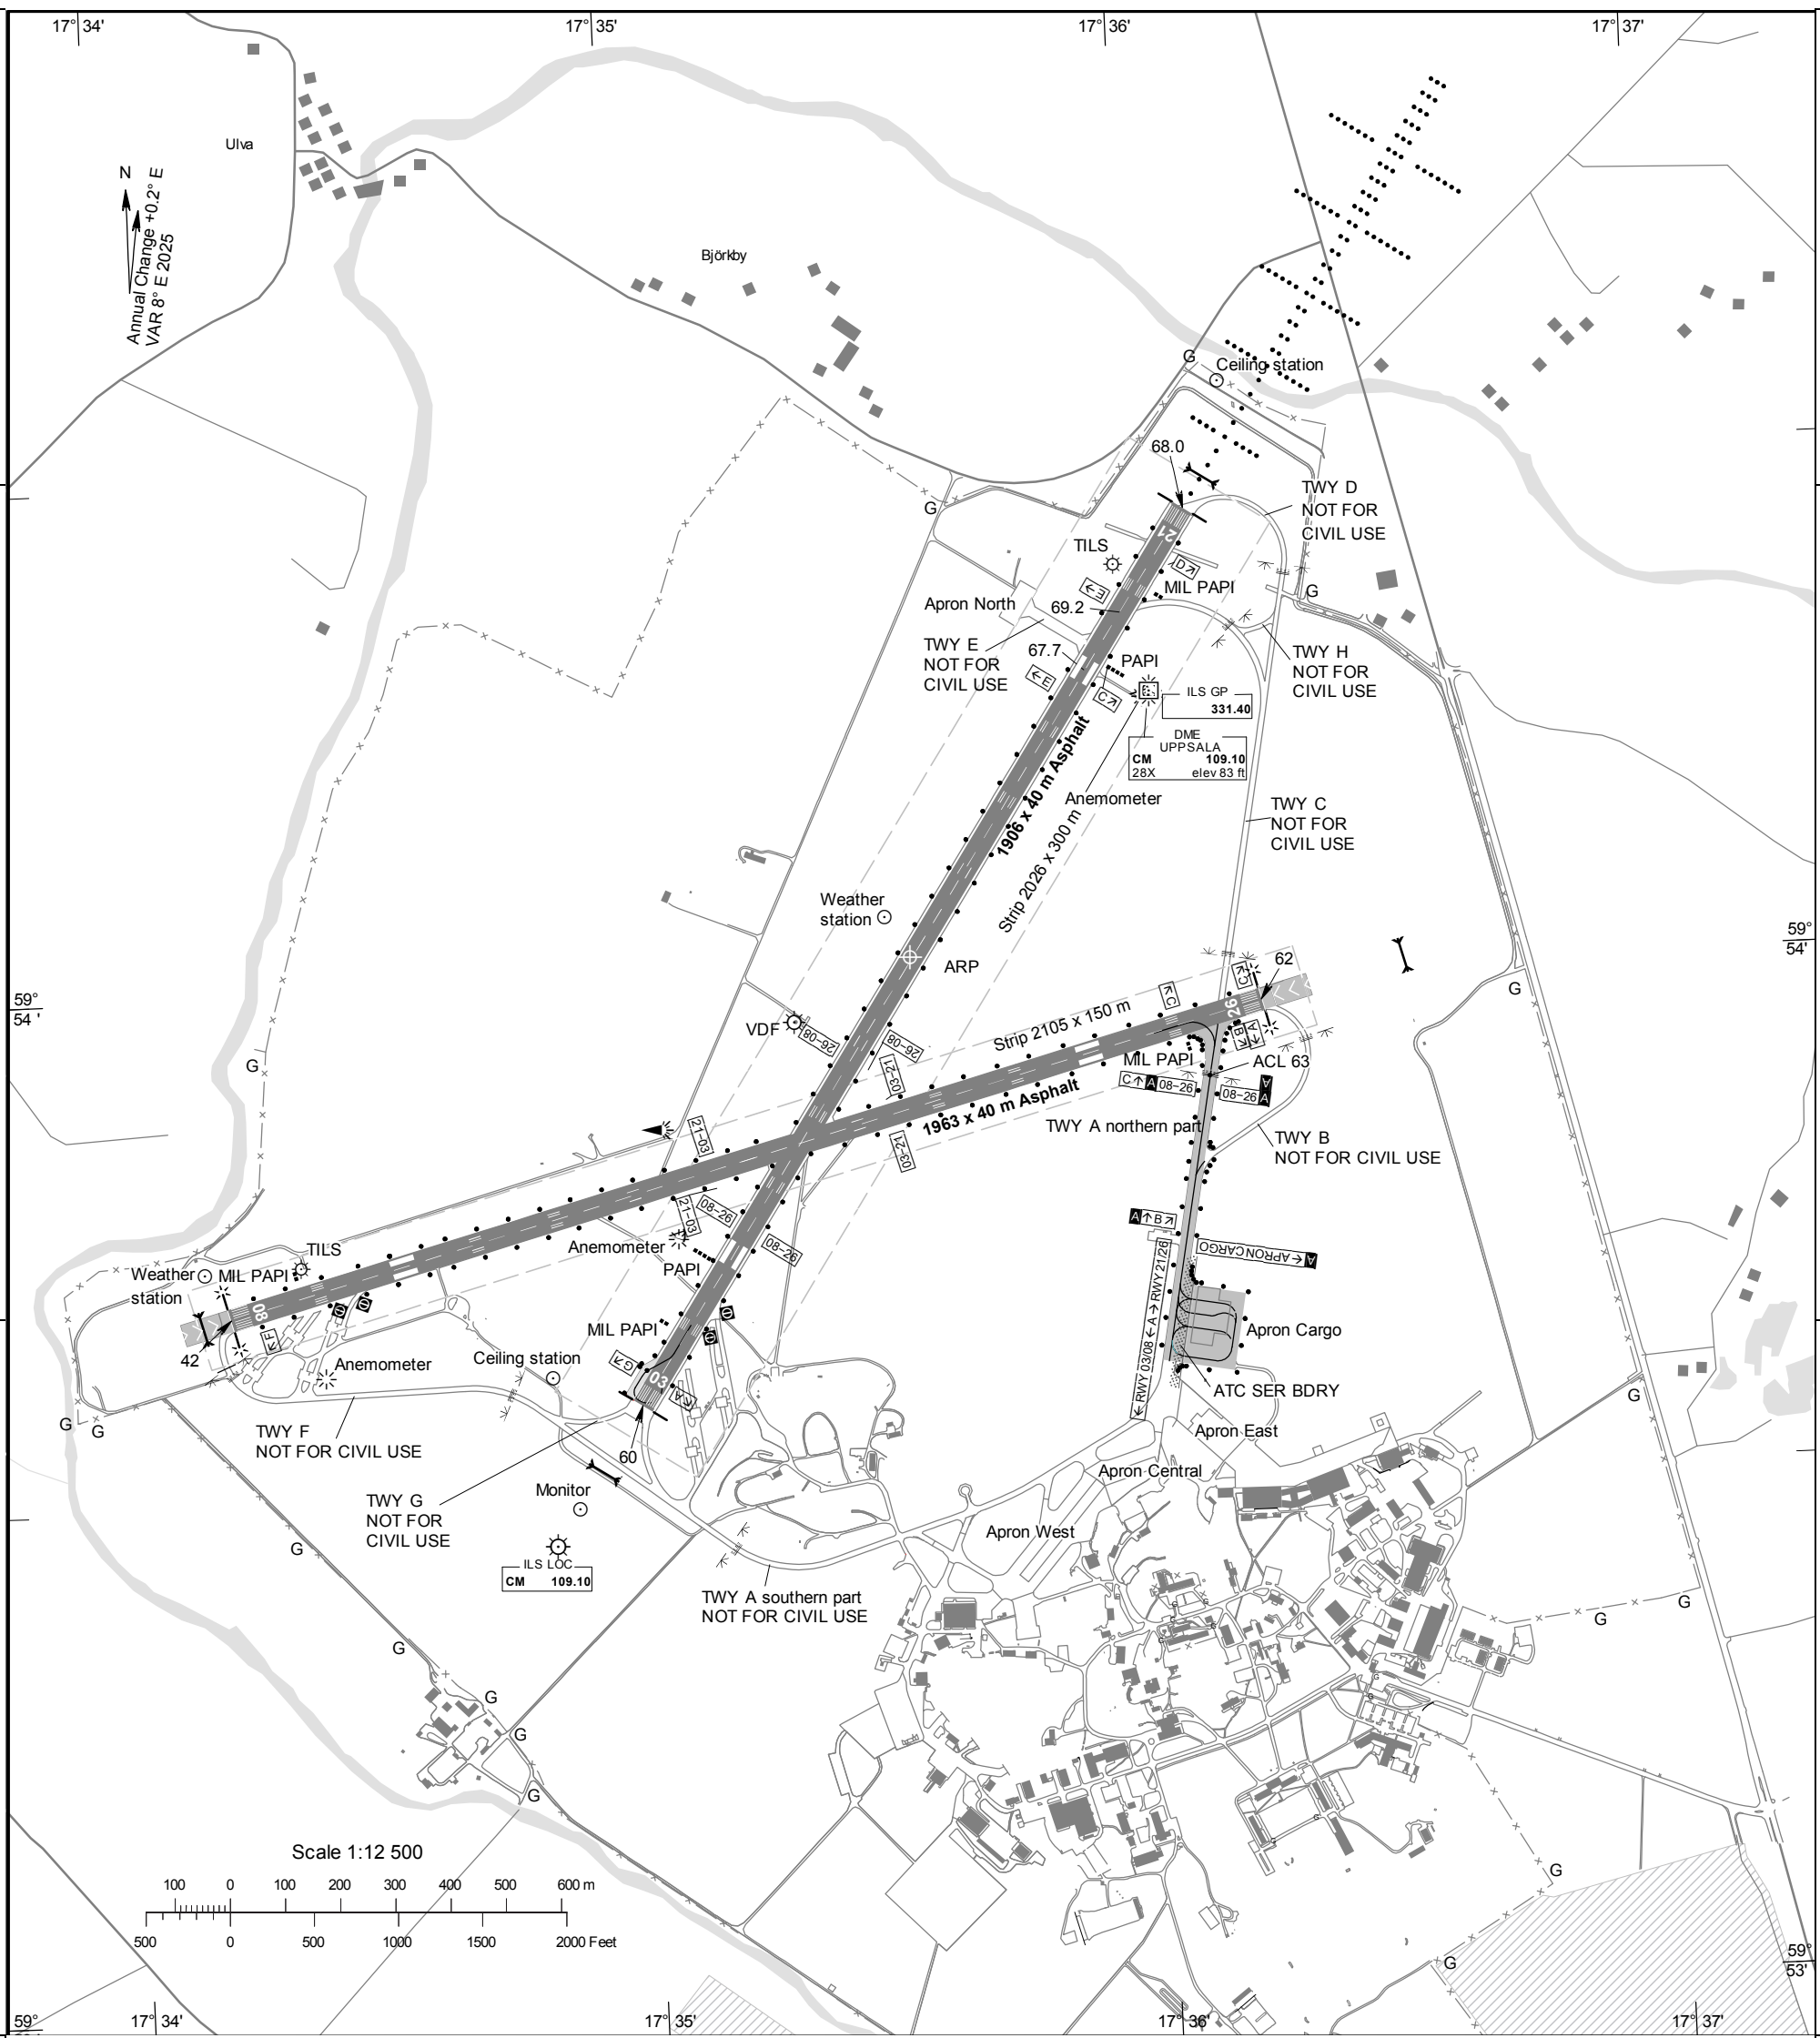 17° 34'
17° 35'
17° 36'
17° 37'
Ulva
N
Annual Change +0.2° E
VAR 8° E 2025
Björkby
G
Ceiling station
68.0
TWY D
NOT FOR
CIVIL USE
G
21
TILS
D↗
MIL PAPI
←E
G
Apron North
69.2
TWY E
NOT FOR
CIVIL USE
67.7
PAPI
TWY H
NOT FOR
CIVIL USE
←E
C↗
ILS GP
331.40
DME
UPPSALA
CM 109.10
28X elev 83 ft
Anemometer
1906 x 40 m Asphalt
Strip 2026 x 300 m
TWY C
NOT FOR
CIVIL USE
Weather
station
ARP
59°
54'
62
G
59°
54 '
VDF
26-08
26-08
03-21
Strip 2105 x 150 m
↖C
C↖
26
A
B↖
MIL PAPI
ACL 63
C↑A 08-26
08-26 A
A
G
1963 x 40 m Asphalt
TWY A northern part
TWY B
NOT FOR CIVIL USE
21-03
03-21
21-03
08-26
08-26
A↑B↗
A←APRON CARGO
Anemometer
PAPI
TILS
Weather
station
MIL PAPI
08
↖F
42
MIL PAPI
← RWY 03/08 ← A → RWY 21/26
Apron Cargo
Anemometer
Ceiling station
G↗
03
↖A
ATC SER BDRY
G
G
G
TWY F
NOT FOR CIVIL USE
60
Apron East
Apron Central
Monitor
TWY G
NOT FOR
CIVIL USE
Apron West
G
ILS LOC
CM 109.10
TWY A southern part
NOT FOR CIVIL USE
G
G
G
G
G
G
Scale 1:12 500
100 0 100 200 300 400 500 600 m
500 0 500 1000 1500 2000 Feet
G
G
59°
53'
59°
17° 34'
17° 35'
17° 36'
17° 37'